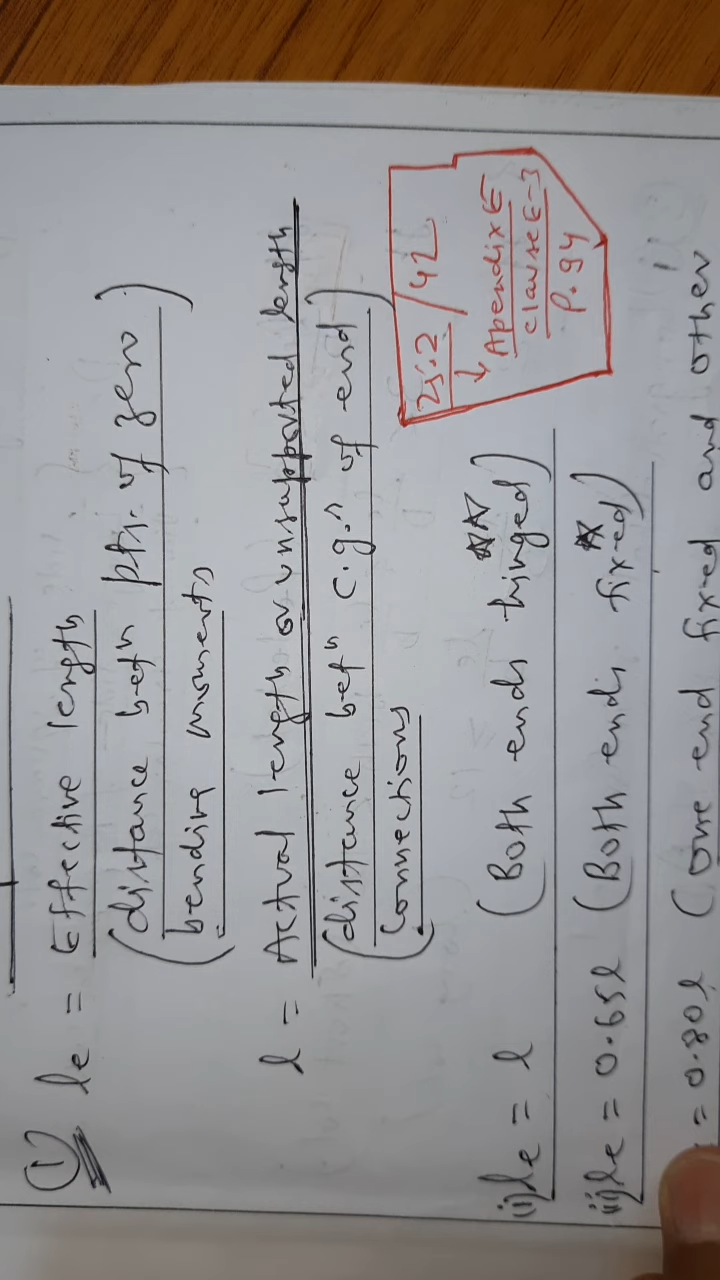 (1) le = Effective length
(distance betn pts. of zero
bending moments)
l = Actual length or unsupported length
(distance betn c.g.s of end
connections)
25.2/42
↓ Apendix E
clause E-3
P.94
i) le = l (Both ends hinged)
ii) le = 0.65l (Both ends fixed)
= 0.80l (one end fixed and other